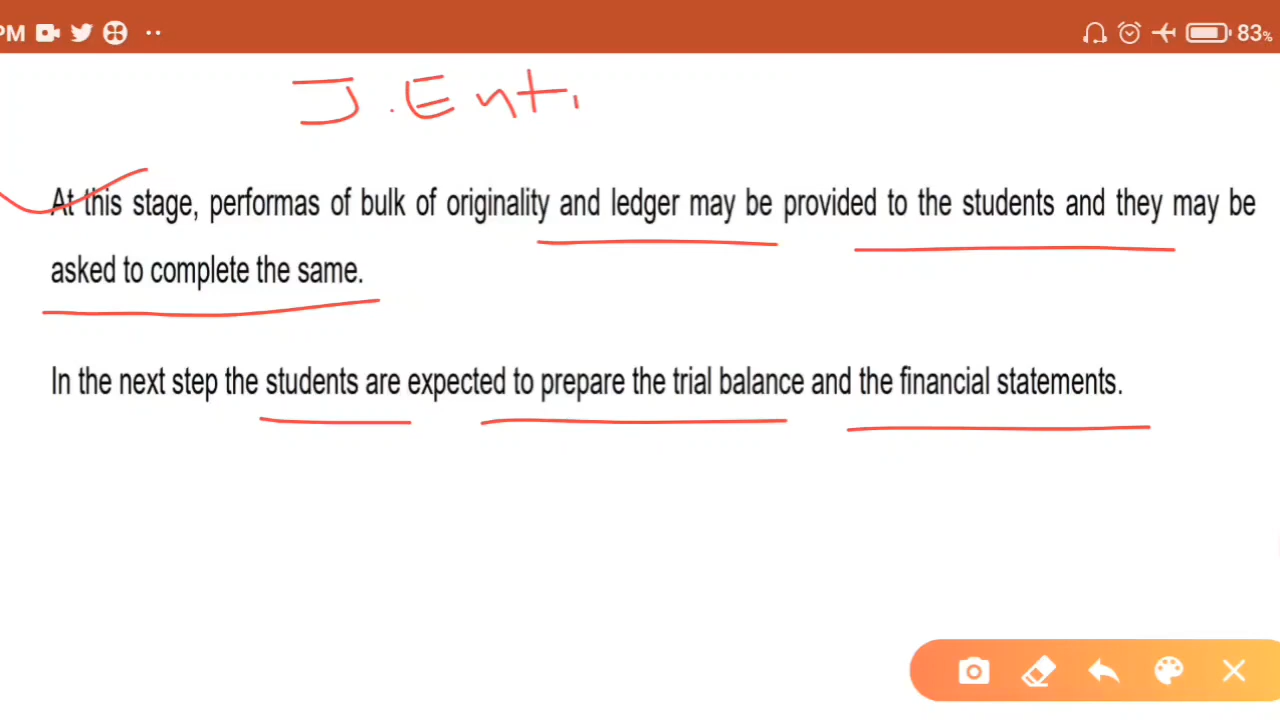 PM 83%
J.Ent.
At this stage, performas of bulk of originality and ledger may be provided to the students and they may be
asked to complete the same.
In the next step the students are expected to prepare the trial balance and the financial statements.